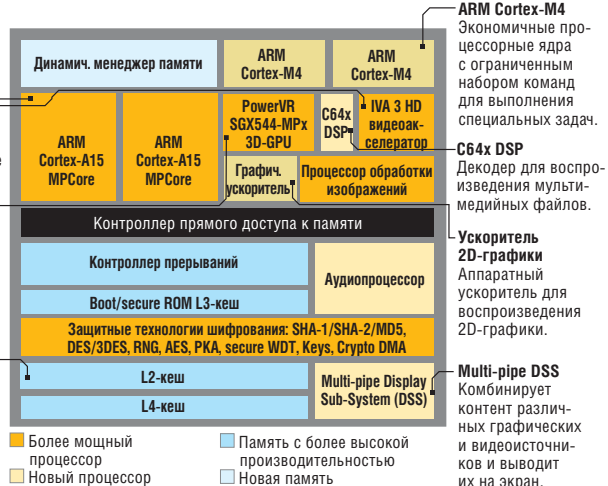 Динамич. менеджер памяти
ARM
Cortex-M4
ARM
Cortex-M4
ARM
Cortex-A15
MPCore
ARM
Cortex-A15
MPCore
PowerVR
SGX544-MPx
3D-GPU
C64x
DSP
IVA 3 HD
видеоак-
селератор
Графич.
ускоритель
Процессор обработки
изображений
Контроллер прямого доступа к памяти
Контроллер прерываний
Boot/secure ROM L3-кеш
Аудиопроцессор
Защитные технологии шифрования: SHA-1/SHA-2/MD5,
DES/3DES, RNG, AES, PKA, secure WDT, Keys, Crypto DMA
L2-кеш
L4-кеш
Multi-pipe Display
Sub-System (DSS)
Более мощный
процессор
Новый процессор
Память с более высокой
производительностью
Новая память
ARM Cortex-M4
Экономичные про-
цессорные ядра
с ограниченным
набором команд
для выполнения
специальных задач.
C64x DSP
Декодер для воспро-
изведения мульти-
медийных файлов.
Ускоритель
2D-графики
Аппаратный
ускоритель для
воспроизведения
2D-графики.
Multi-pipe DSS
Комбинирует
контент различ-
ных графических
и видеоисточни-
ков и выводит
их на экран.